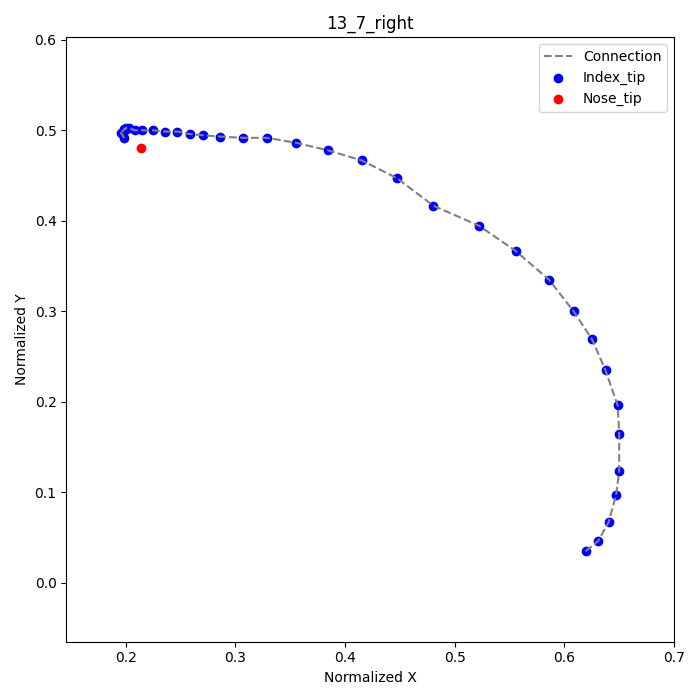 13_7_right
Connection
Index_tip
Nose_tip
Normalized Y
0.6
0.5
0.4
0.3
0.2
0.1
0.0
0.2 0.3 0.4 0.5 0.6 0.7
Normalized X